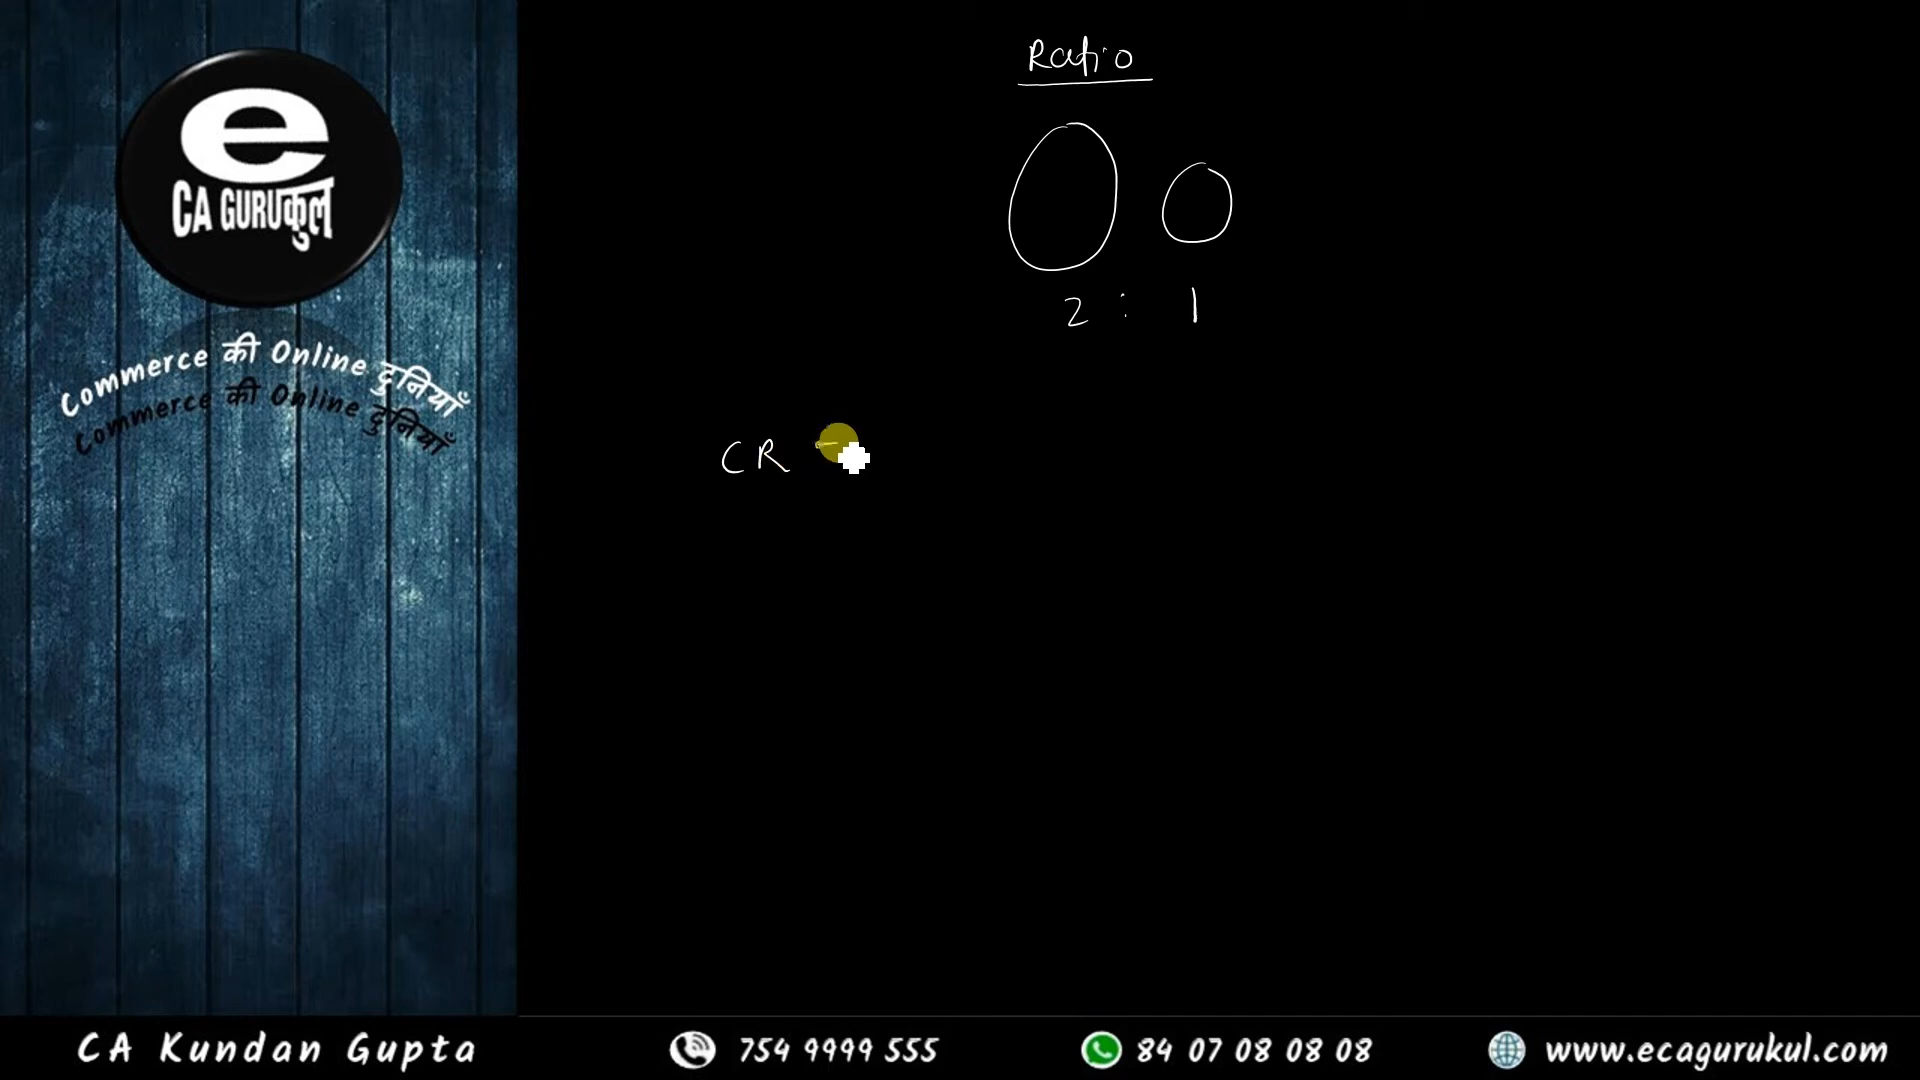 e
CA GURUकुल
Commerce की Online दुनियाँ
Commerce की Online दुनियाँ
Ratio
2 : 1
CR
CA Kundan Gupta
754 9999 555
84 07 08 08 08
www.ecagurukul.com